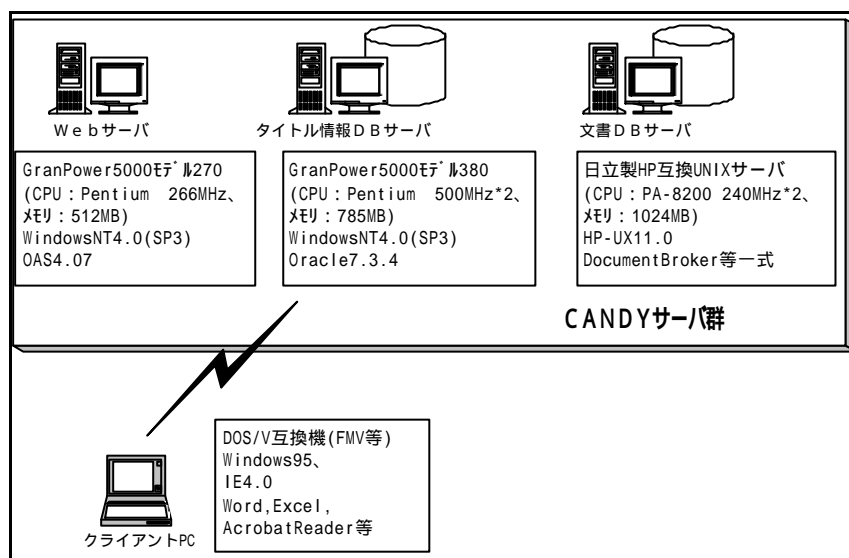 Webサーバ
タイトル情報DBサーバ
文書DBサーバ
GranPower5000ﾓﾃﾞﾙ270
(CPU:Pentium 266MHz、
ﾒﾓﾘ:512MB)
WindowsNT4.0(SP3)
OAS4.07
GranPower5000ﾓﾃﾞﾙ380
(CPU:Pentium 500MHz*2、
ﾒﾓﾘ:785MB)
WindowsNT4.0(SP3)
Oracle7.3.4
日立製HP互換UNIXサーバ
(CPU:PA-8200 240MHz*2、
ﾒﾓﾘ:1024MB)
HP-UX11.0
DocumentBroker等一式
CANDYサーバ群
DOS/V互換機(FMV等)
Windows95、
IE4.0
Word,Excel,
AcrobatReader等
クライアントPC